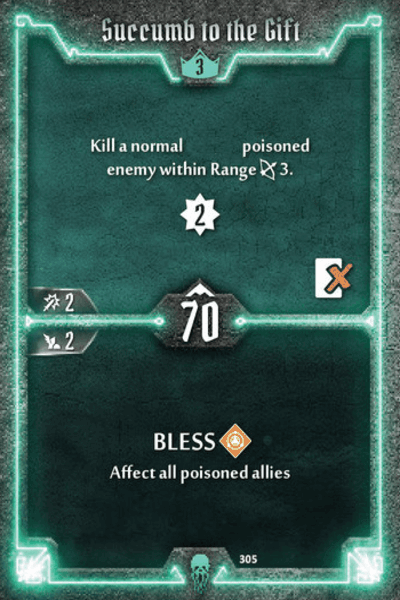 Succumb to the Gift
3
Kill a normal poisoned
enemy within Range 3.
2
2
70
2
BLESS
Affect all poisoned allies
305